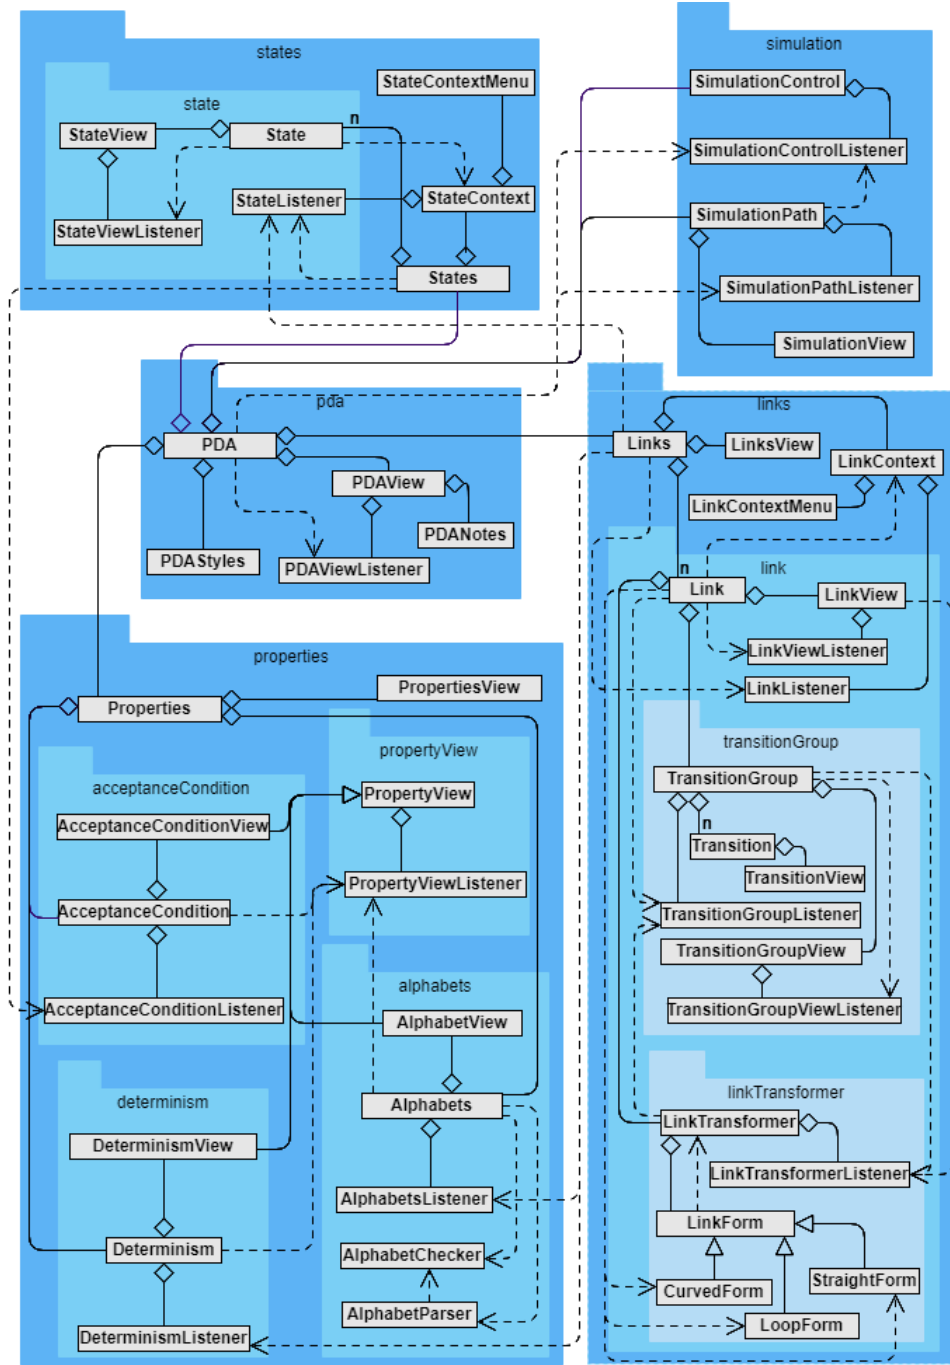 states
simulation
StateContextMenu
SimulationControl
state
n
StateView
State
SimulationControlListener
StateListener
StateContext
StateViewListener
SimulationPath
States
SimulationPathListener
SimulationView
pda
links
PDA
Links
LinksView
LinkContext
PDAView
LinkContextMenu
PDANotes
PDAStyles
PDAViewListener
n
link
Link
LinkView
LinkViewListener
properties
PropertiesView
LinkListener
Properties
propertyView
transitionGroup
acceptanceCondition
PropertyView
TransitionGroup
AcceptanceConditionView
n
Transition
TransitionView
PropertyViewListener
AcceptanceCondition
TransitionGroupListener
TransitionGroupView
alphabets
AcceptanceConditionListener
AlphabetView
TransitionGroupViewListener
determinism
linkTransformer
Alphabets
LinkTransformer
DeterminismView
LinkTransformerListener
AlphabetsListener
LinkForm
Determinism
AlphabetChecker
StraightForm
CurvedForm
AlphabetParser
LoopForm
DeterminismListener